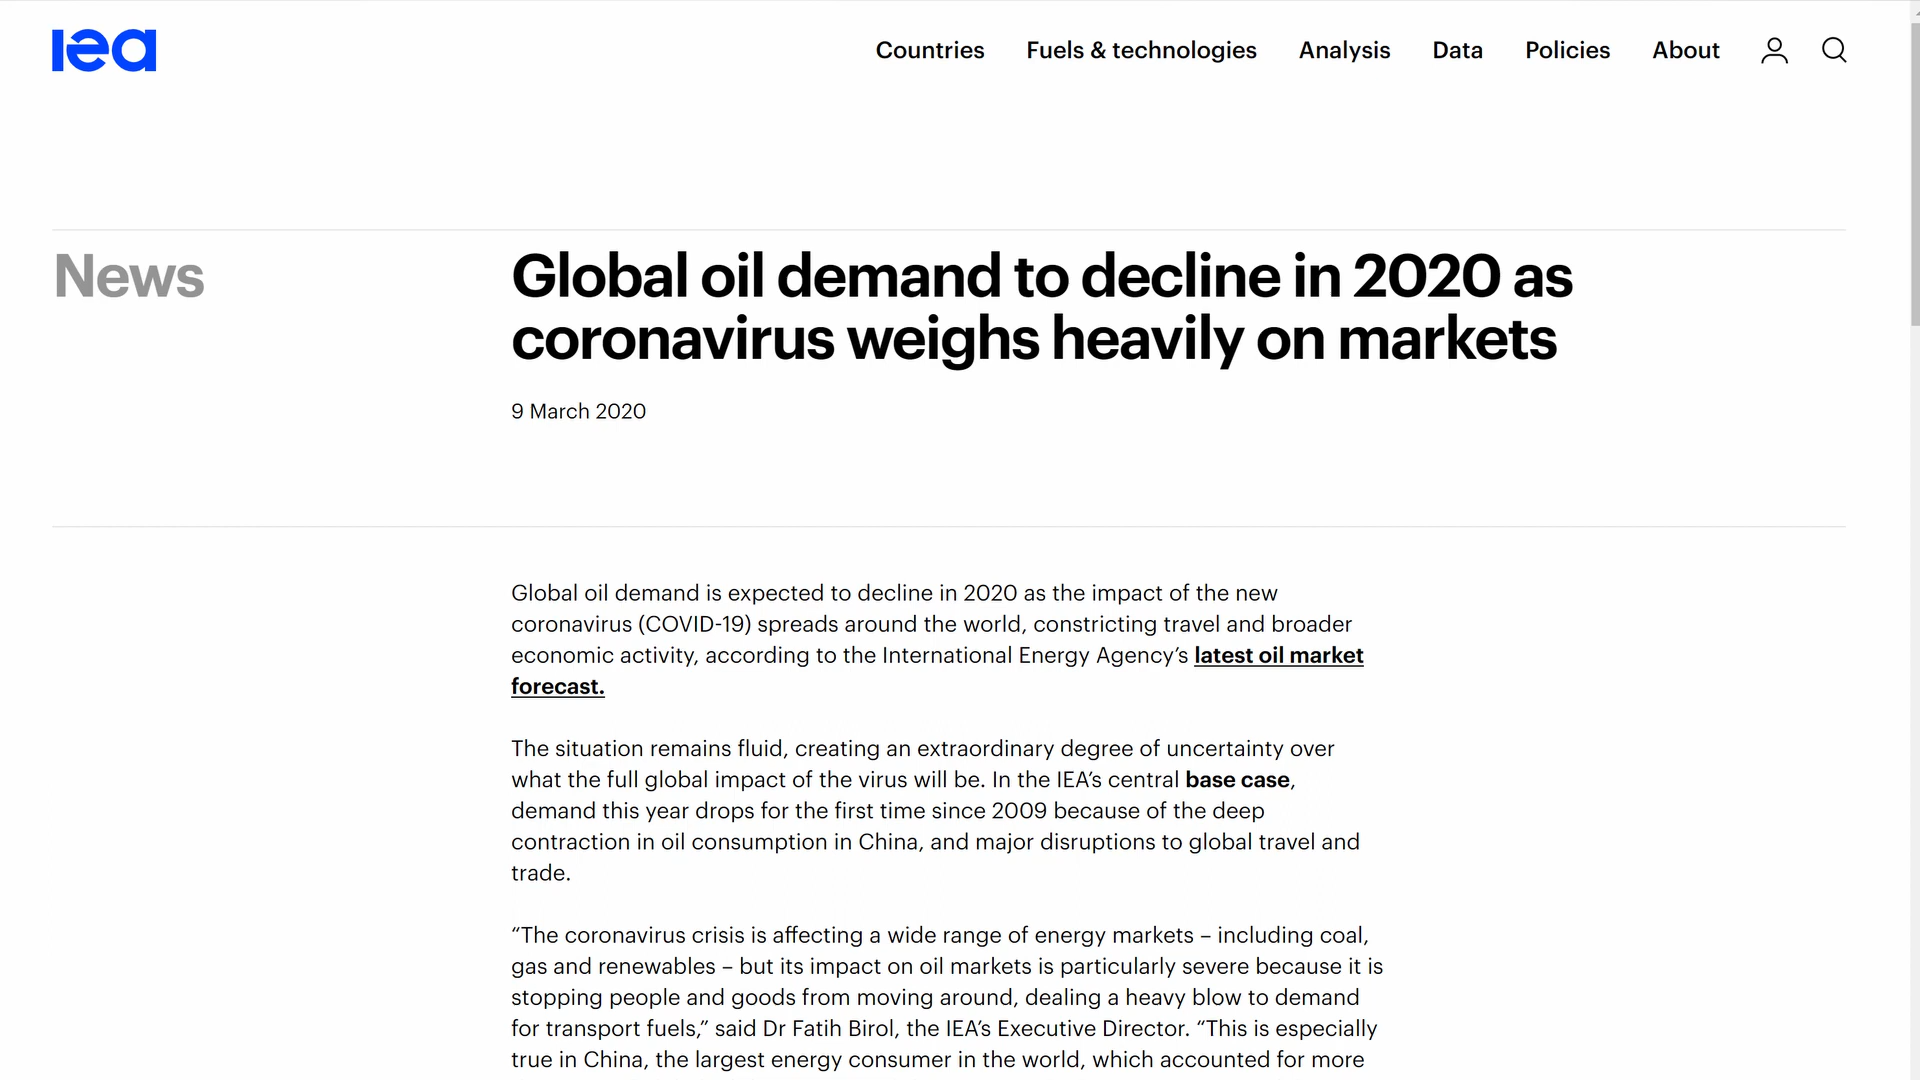 iea
Countries Fuels & technologies Analysis Data Policies About
News
Global oil demand to decline in 2020 as
coronavirus weighs heavily on markets
9 March 2020
Global oil demand is expected to decline in 2020 as the impact of the new
coronavirus (COVID-19) spreads around the world, constricting travel and broader
economic activity, according to the International Energy Agency’s latest oil market
forecast.
The situation remains fluid, creating an extraordinary degree of uncertainty over
what the full global impact of the virus will be. In the IEA’s central base case,
demand this year drops for the first time since 2009 because of the deep
contraction in oil consumption in China, and major disruptions to global travel and
trade.
“The coronavirus crisis is affecting a wide range of energy markets – including coal,
gas and renewables – but its impact on oil markets is particularly severe because it is
stopping people and goods from moving around, dealing a heavy blow to demand
for transport fuels,” said Dr Fatih Birol, the IEA’s Executive Director. “This is especially
true in China, the largest energy consumer in the world, which accounted for more